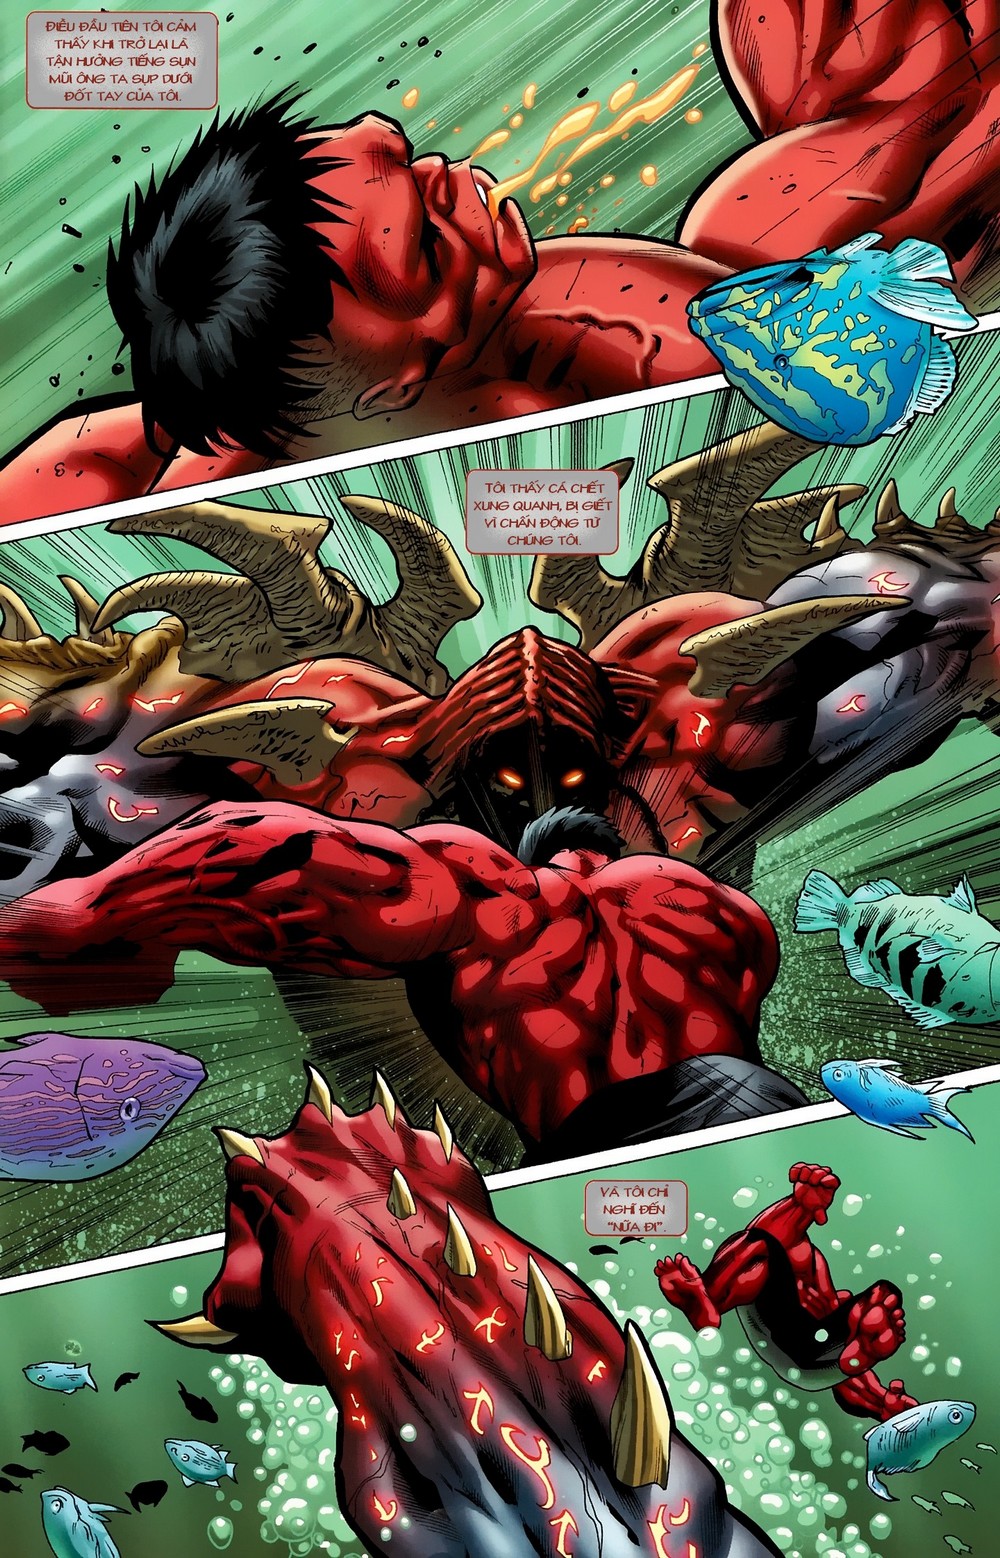 ĐIỀU ĐẦU TIÊN TÔI CẢM
THẤY KHI TRỞ LẠI LÀ
TẬN HƯỞNG TIẾNG SỤN
MŨI ÔNG TA SỤP DƯỚI
ĐỐT TAY CỦA TÔI.
TÔI THẤY CÁ CHẾT
XUNG QUANH, BỊ GIẾT
VÌ CHẤN ĐỘNG TỪ
CHÚNG TÔI.
VÀ TÔI CHỈ
NGHĨ ĐẾN
"NỮA ĐI".